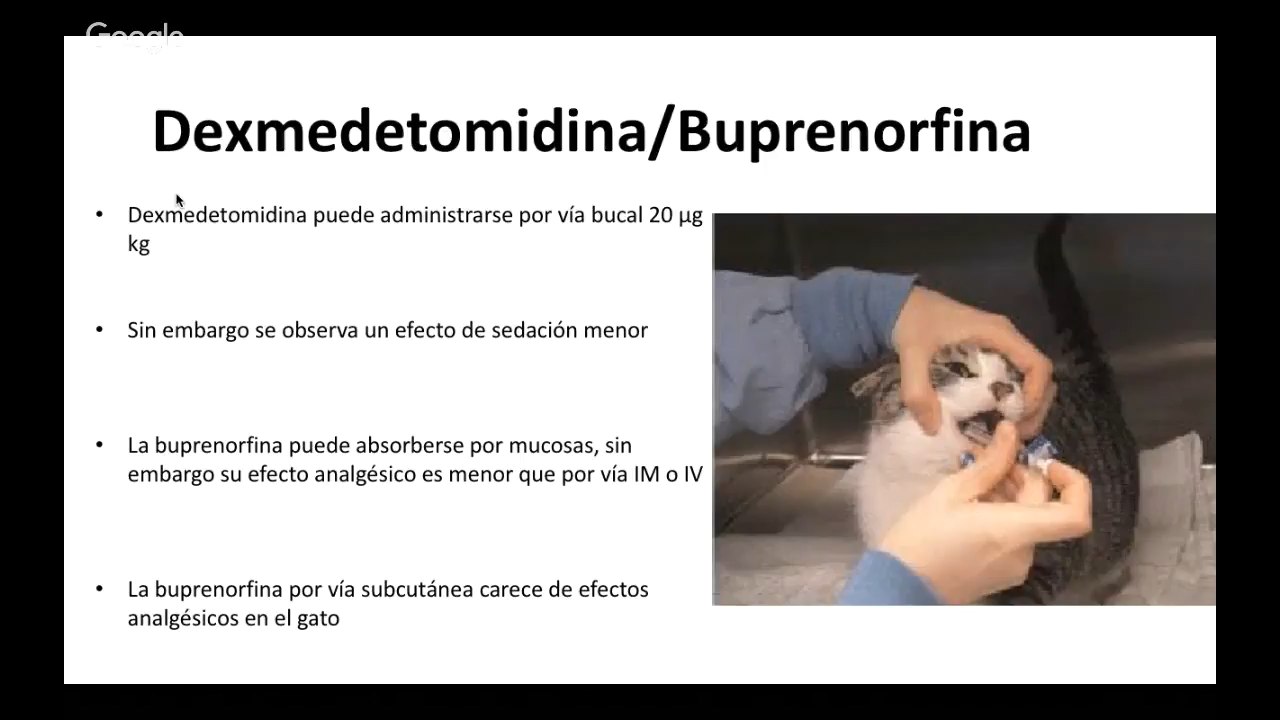 Google
Dexmedetomidina/Buprenorfina
• Dexmedetomidina puede administrarse por vía bucal 20 µg
kg
• Sin embargo se observa un efecto de sedación menor
• La buprenorfina puede absorberse por mucosas, sin
embargo su efecto analgésico es menor que por vía IM o IV
• La buprenorfina por vía subcutánea carece de efectos
analgésicos en el gato